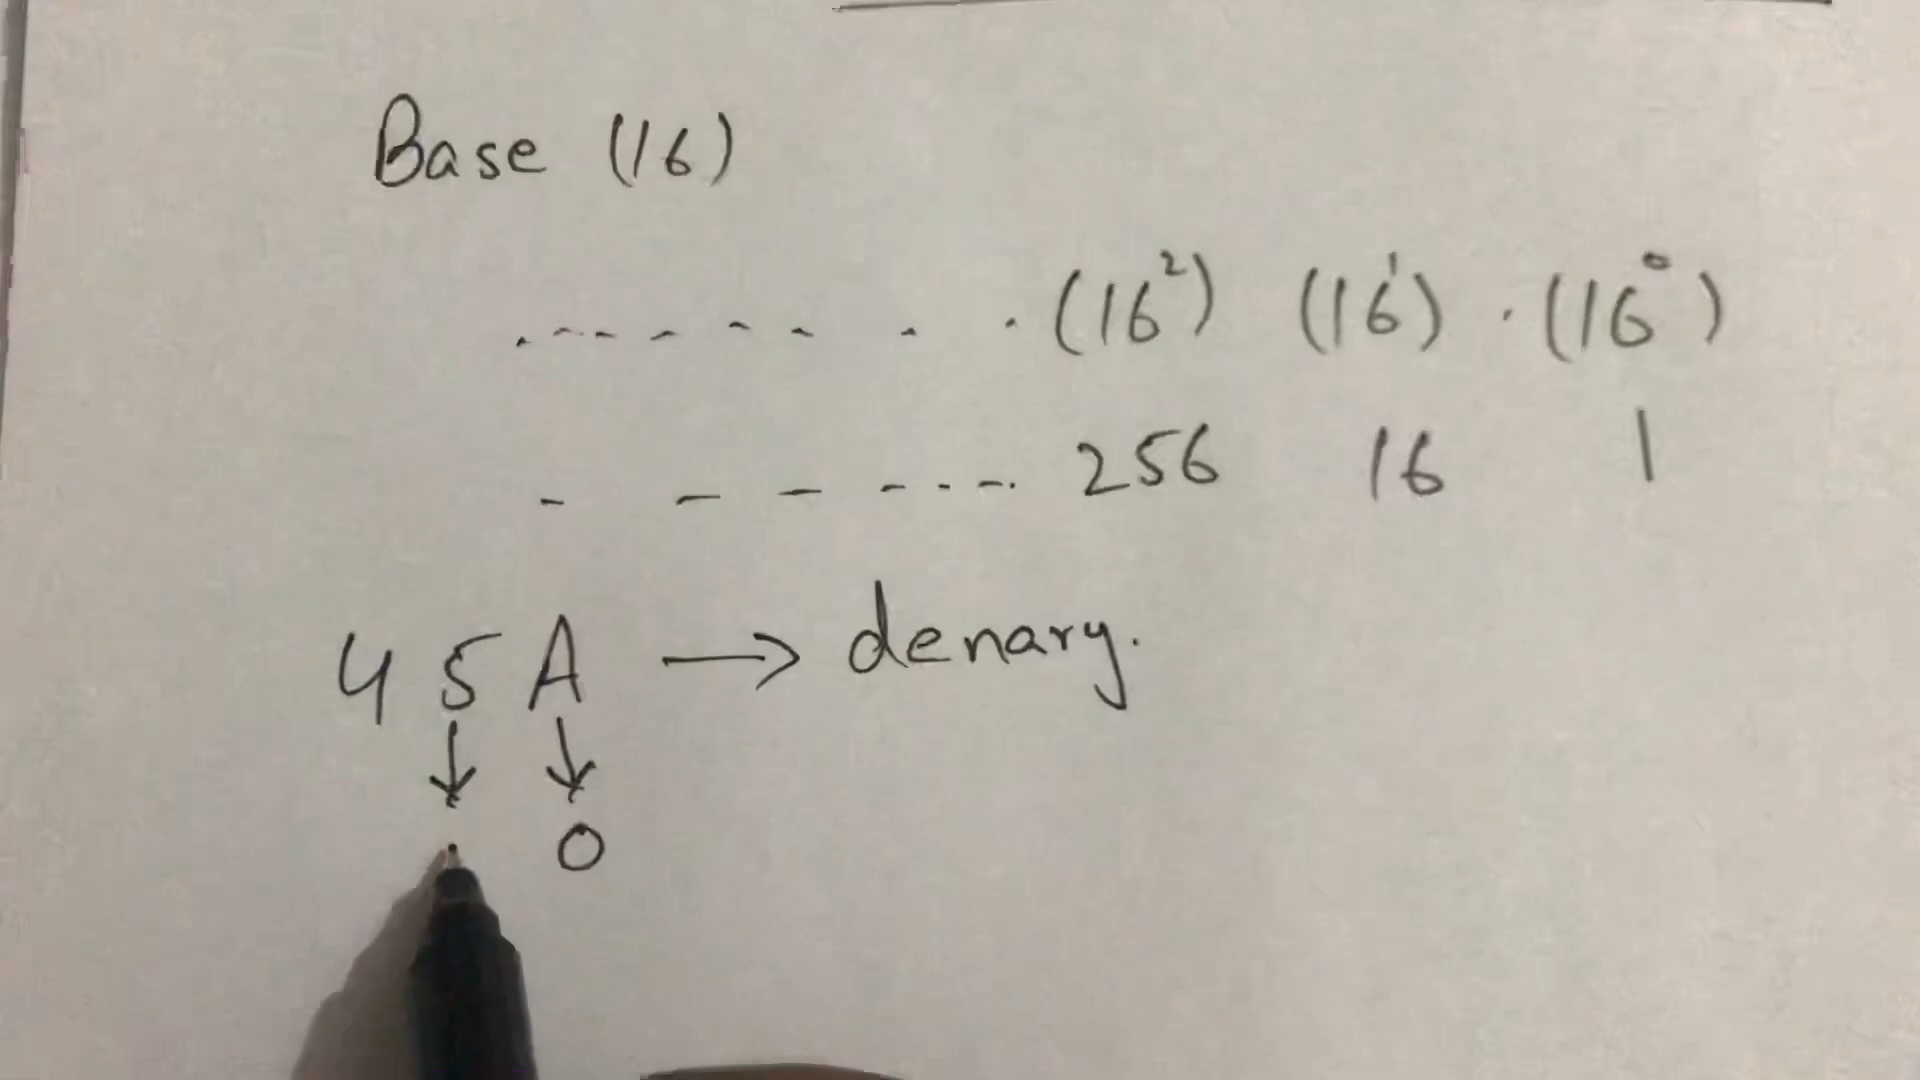 Base (16)
. - - - - - - . . (16²) (16¹) . (16⁰)
- - - - - - . 256 16 1
4 5 A → denary.
↓ ↓
0